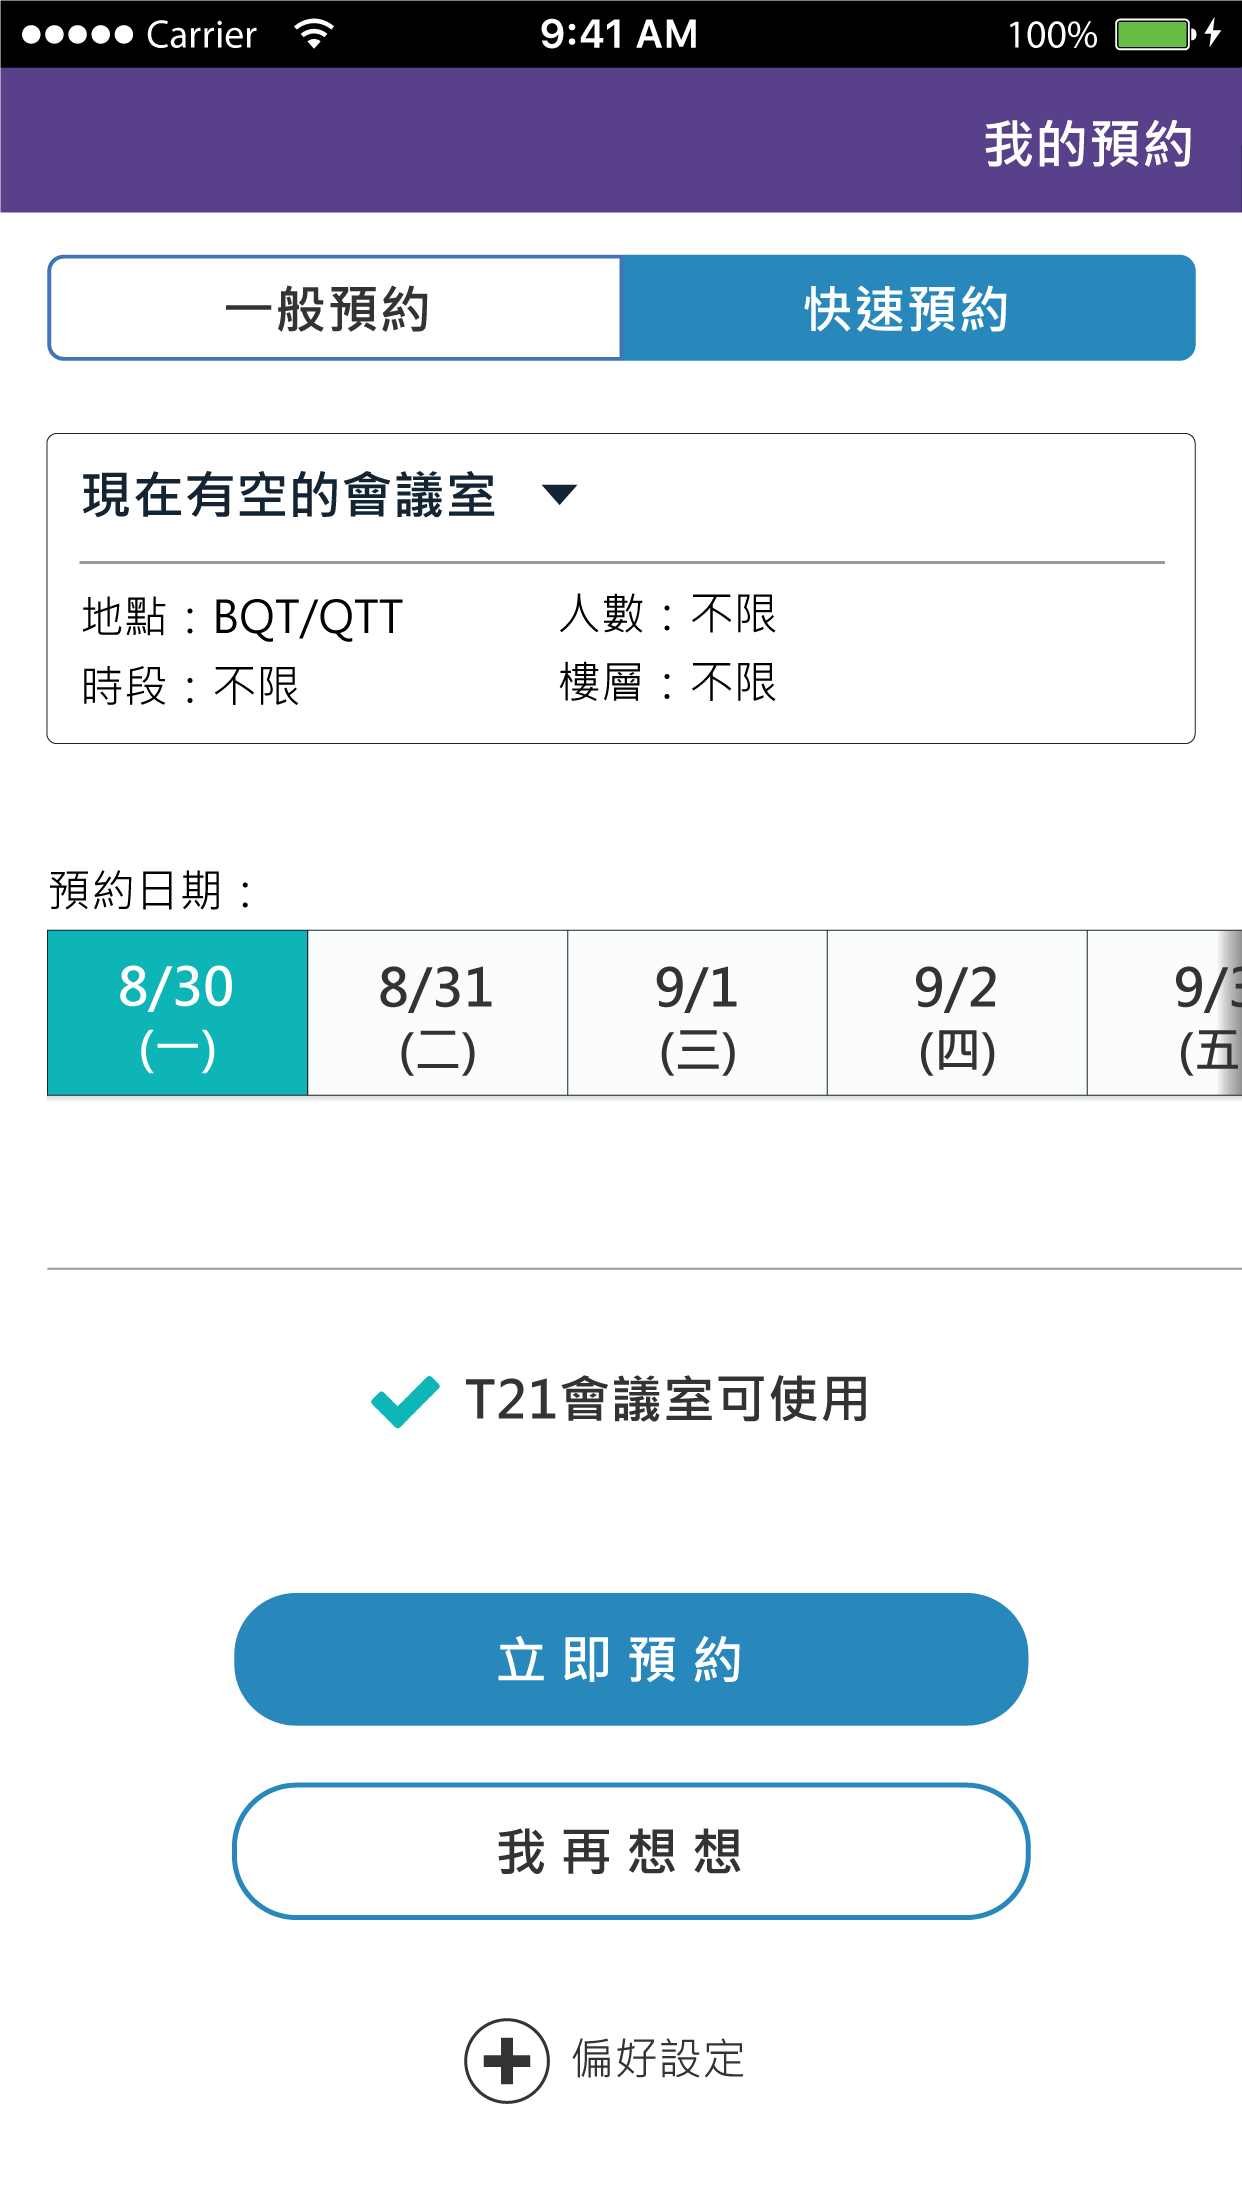 Carrier 9:41 AM 100%
我的預約
一般預約 快速預約
現在有空的會議室
地點：BQT/QTT 人數：不限
時段：不限 樓層：不限
預約日期：
8/30 8/31 9/1 9/2 9/3
(一) (二) (三) (四) (五
T21會議室可使用
立即預約
我再想想
偏好設定